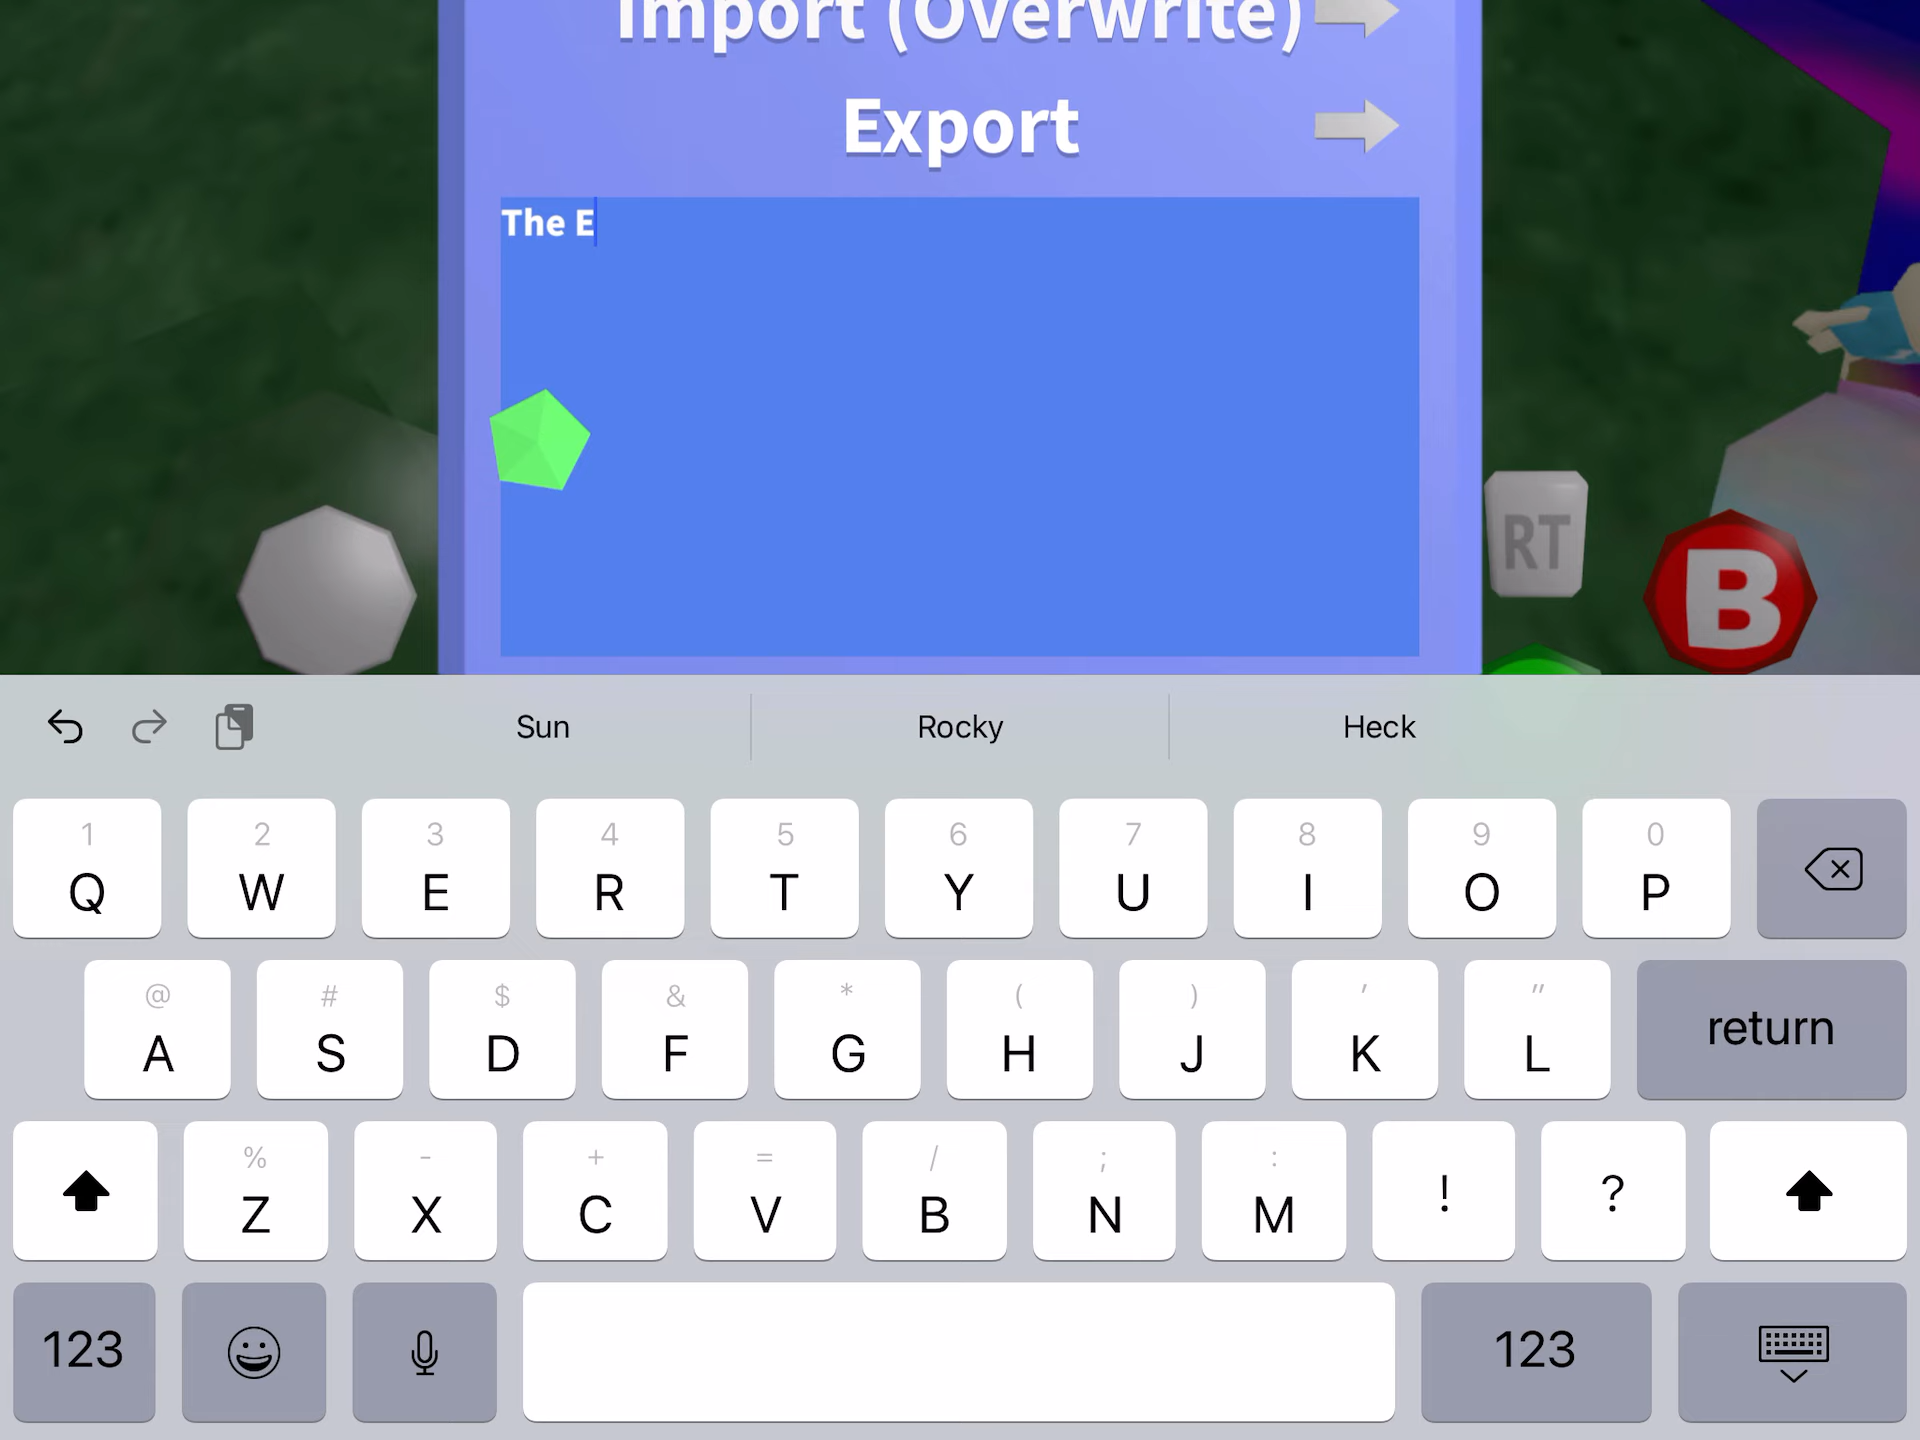 Import (Overwrite)
Export
The E
RT
B
Sun Rocky Heck
1 2 3 4 5 6 7 8 9 0
Q W E R T Y U I O P
@ # $ & * ( ) ' "
A S D F G H J K L return
% - + = / ; :
Z X C V B N M ! ?
123 123